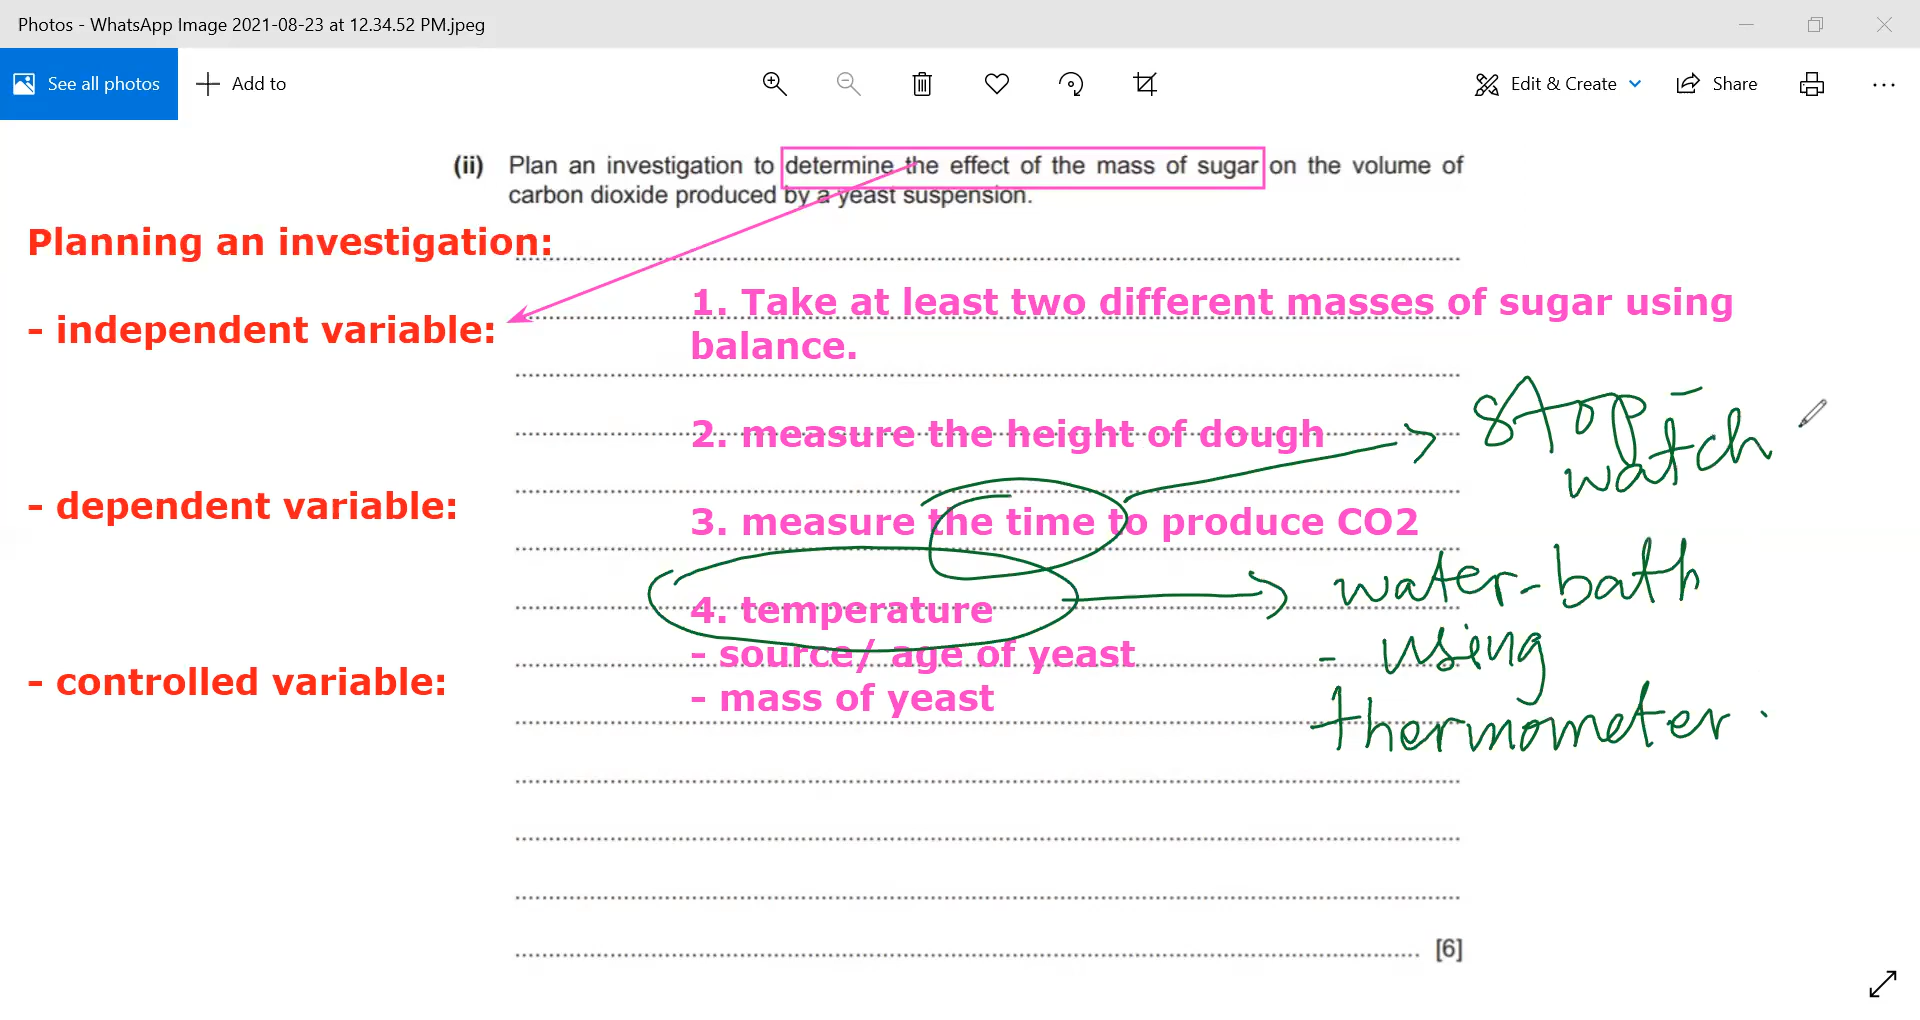 Photos - WhatsApp Image 2021-08-23 at 12.34.52 PM.jpeg
See all photos
Add to
Edit & Create
Share
(ii) Plan an investigation to determine the effect of the mass of sugar on the volume of
carbon dioxide produced by a yeast suspension.
Planning an investigation:
- independent variable:
1. Take at least two different masses of sugar using
balance.
2. measure the height of dough
stop-
watch
- dependent variable:
3. measure the time to produce CO2
4. temperature
water-bath
- source/ age of yeast
- using
- controlled variable:
- mass of yeast
thermometer.
[6]